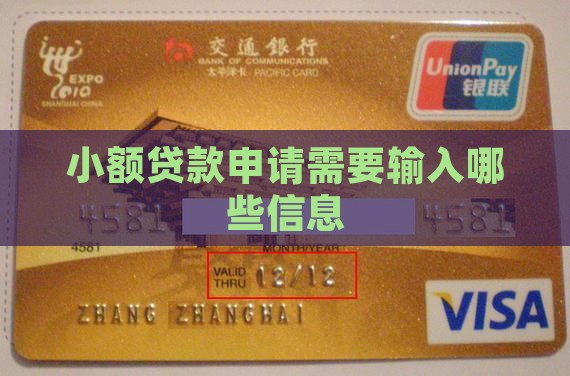 EXPO
2010
SHANGHAI CHINA
交通銀行
BANK OF COMMUNICATIONS
太平洋卡 PACIFIC CARD
UnionPay
银联
小额贷款申请需要输入哪
些信息
4581 4581
4581
MONTH/YEAR
VALID
THRU 12/12
ZHANG ZHANGHAI
VISA